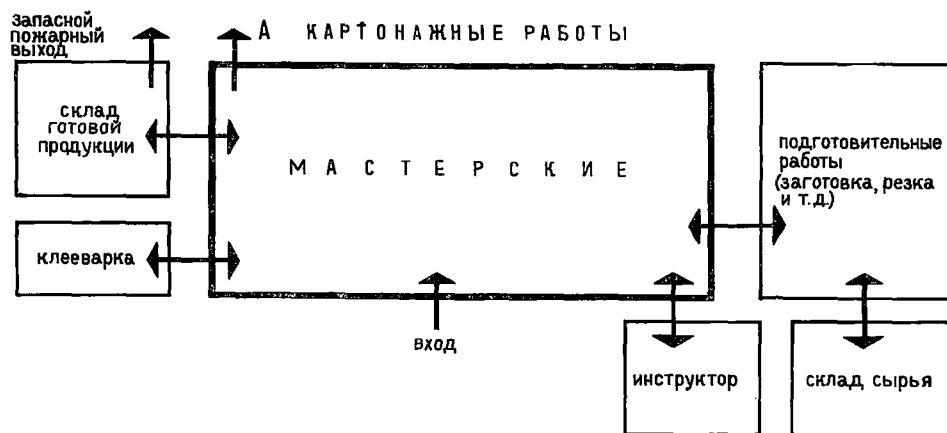 запасной
пожарный
выход
А КАРТОНАЖНЫЕ РАБОТЫ
склад
готовой
продукции
МАСТЕРСКИЕ
подготовительные
работы
(заготовка, резка
и т.д.)
клееварка
вход
инструктор
склад сырья